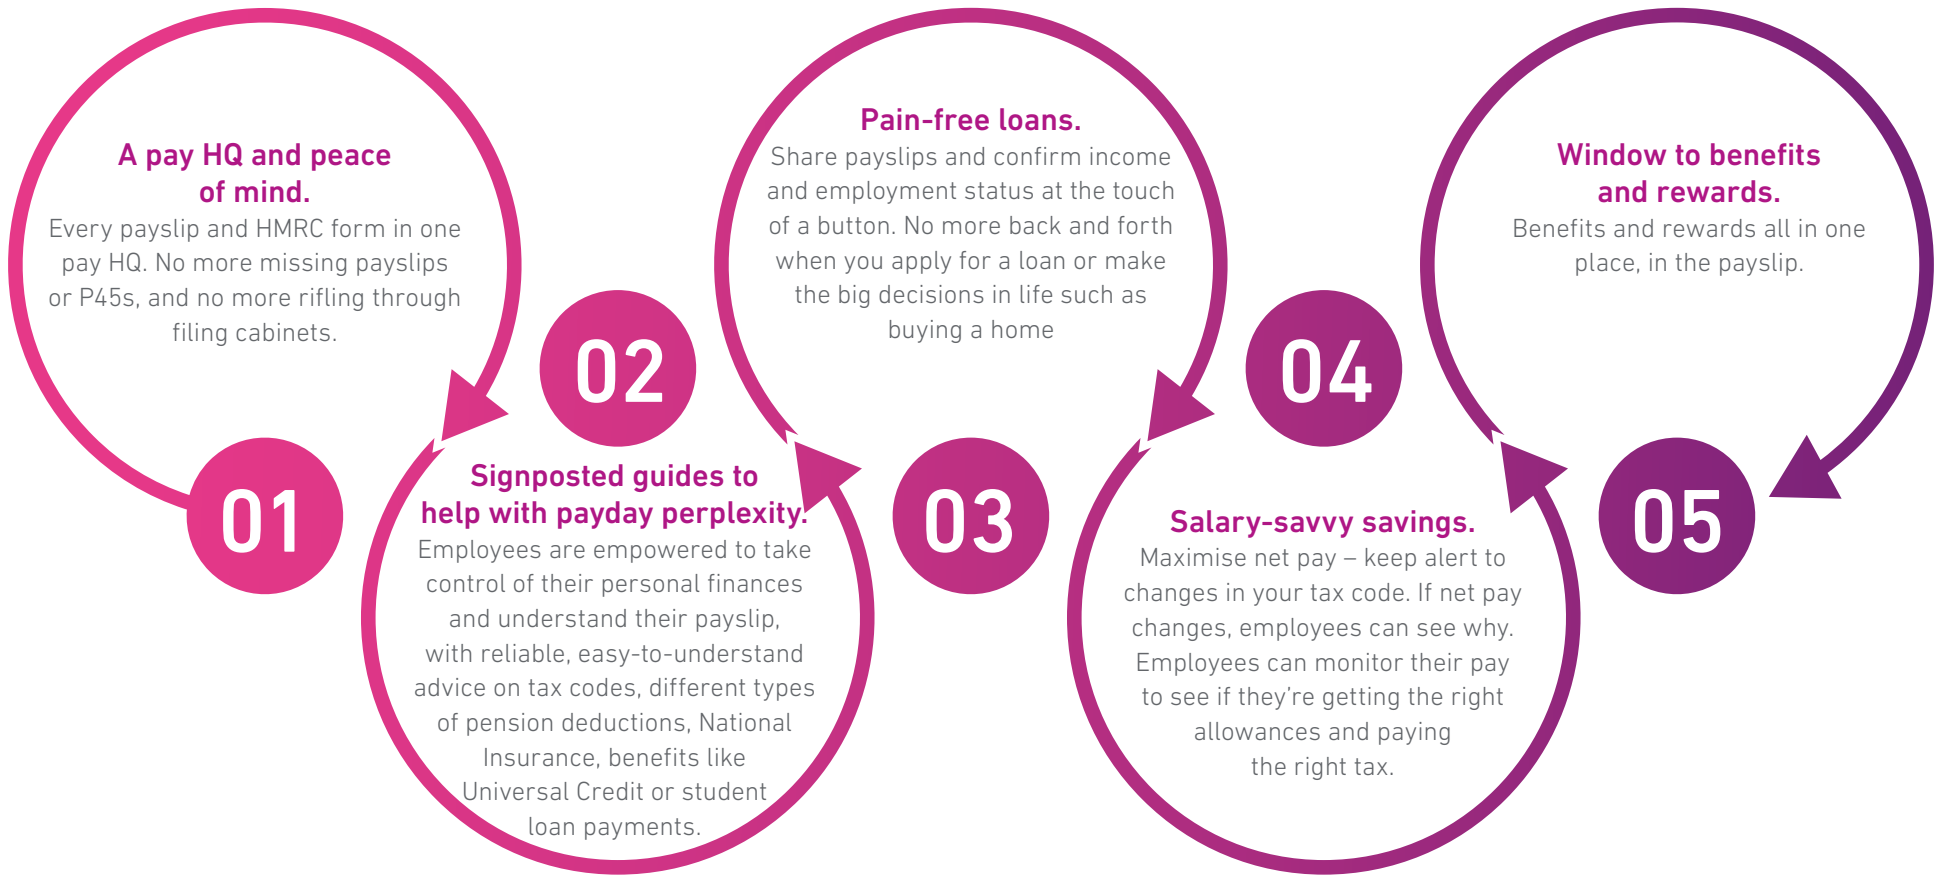 A pay HQ and peace
of mind.
Every payslip and HMRC form in one
pay HQ. No more missing payslips
or P45s, and no more rifling through
filing cabinets.
01
02
Signposted guides to
help with payday perplexity.
Employees are empowered to take
control of their personal finances
and understand their payslip,
with reliable, easy-to-understand
advice on tax codes, different types
of pension deductions, National
Insurance, benefits like
Universal Credit or student
loan payments.
Pain-free loans.
Share payslips and confirm income
and employment status at the touch
of a button. No more back and forth
when you apply for a loan or make
the big decisions in life such as
buying a home
03
04
Salary-savvy savings.
Maximise net pay – keep alert to
changes in your tax code. If net pay
changes, employees can see why.
Employees can monitor their pay
to see if they’re getting the right
allowances and paying
the right tax.
Window to benefits
and rewards.
Benefits and rewards all in one
place, in the payslip.
05